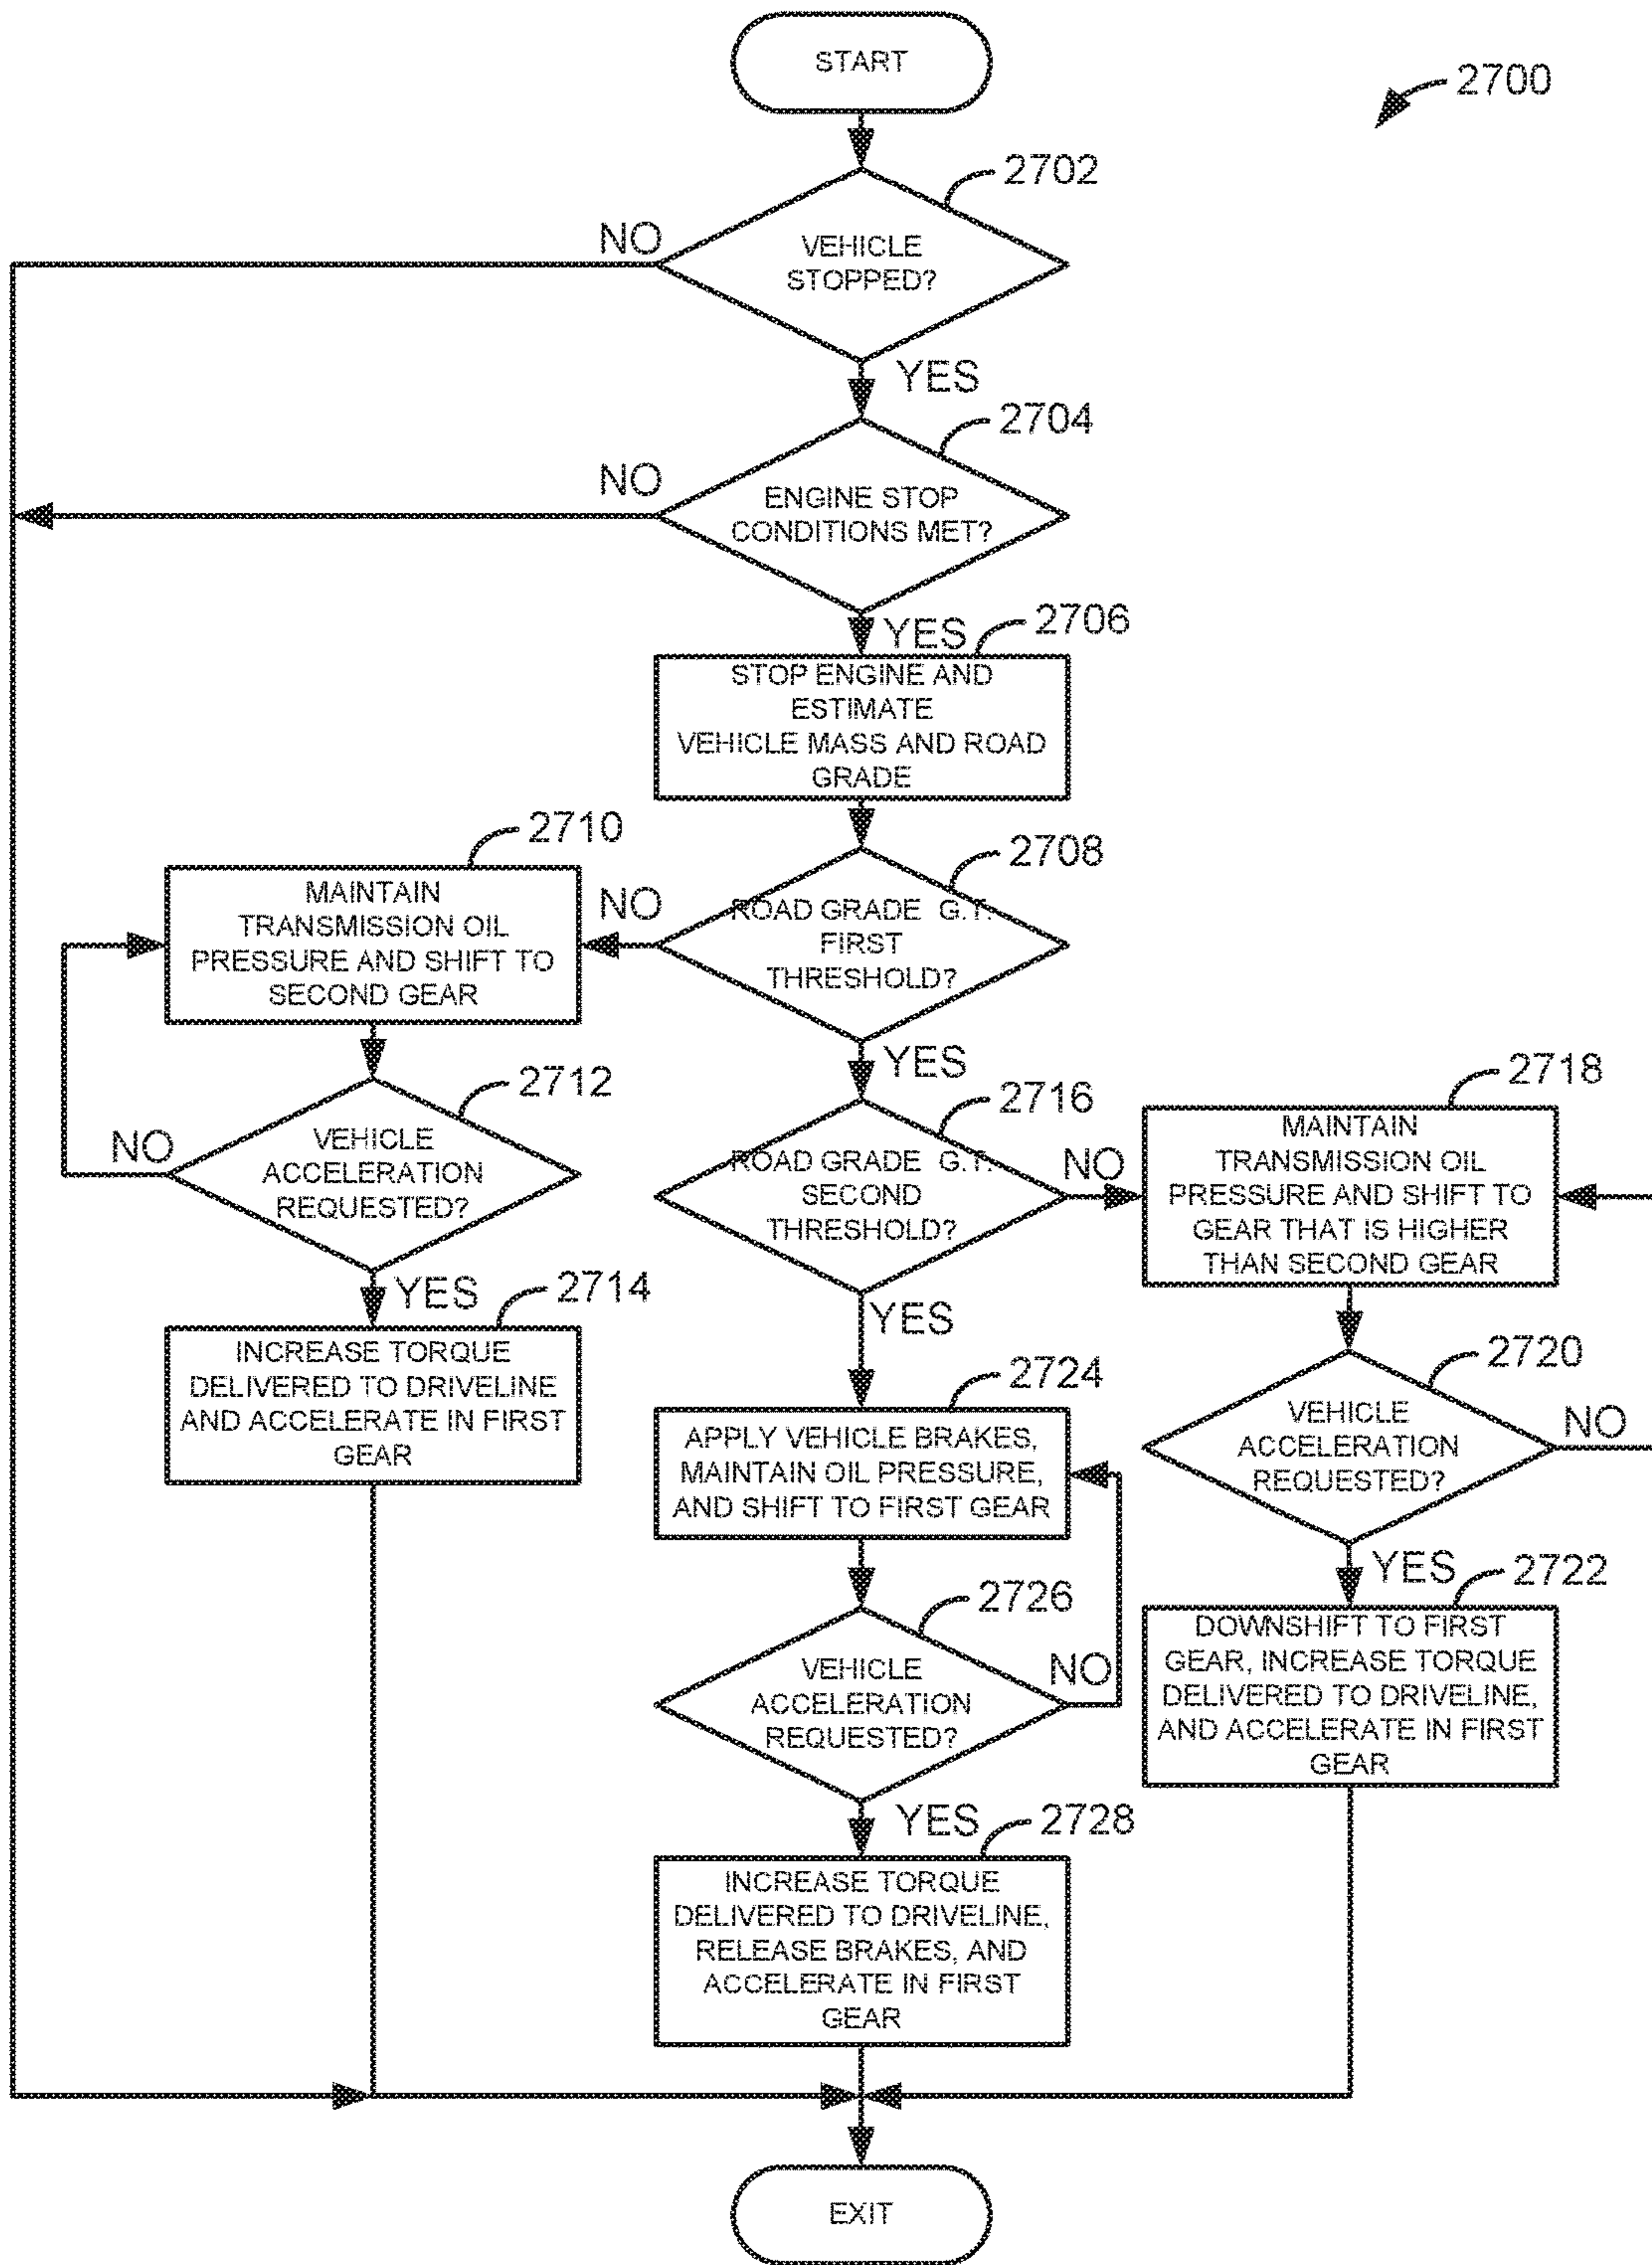 START
2700
2702
NO
VEHICLE
STOPPED?
YES
2704
NO
ENGINE STOP
CONDITIONS MET?
YES
2706
STOP ENGINE AND
ESTIMATE
VEHICLE MASS AND ROAD
GRADE
2710
MAINTAIN
TRANSMISSION OIL
PRESSURE AND SHIFT TO
SECOND GEAR
NO
2708
ROAD GRADE G.T.
FIRST
THRESHOLD?
YES
2712
NO
VEHICLE
ACCELERATION
REQUESTED?
YES
2714
INCREASE TORQUE
DELIVERED TO DRIVELINE
AND ACCELERATE IN FIRST
GEAR
2716
ROAD GRADE G.T.
SECOND
THRESHOLD?
NO
YES
2718
MAINTAIN
TRANSMISSION OIL
PRESSURE AND SHIFT TO
GEAR THAT IS HIGHER
THAN SECOND GEAR
2720
VEHICLE
ACCELERATION
REQUESTED?
NO
YES
2722
DOWNSHIFT TO FIRST
GEAR, INCREASE TORQUE
DELIVERED TO DRIVELINE,
AND ACCELERATE IN FIRST
GEAR
2724
APPLY VEHICLE BRAKES,
MAINTAIN OIL PRESSURE,
AND SHIFT TO FIRST GEAR
2726
VEHICLE
ACCELERATION
REQUESTED?
NO
YES
2728
INCREASE TORQUE
DELIVERED TO DRIVELINE,
RELEASE BRAKES, AND
ACCELERATE IN FIRST
GEAR
EXIT